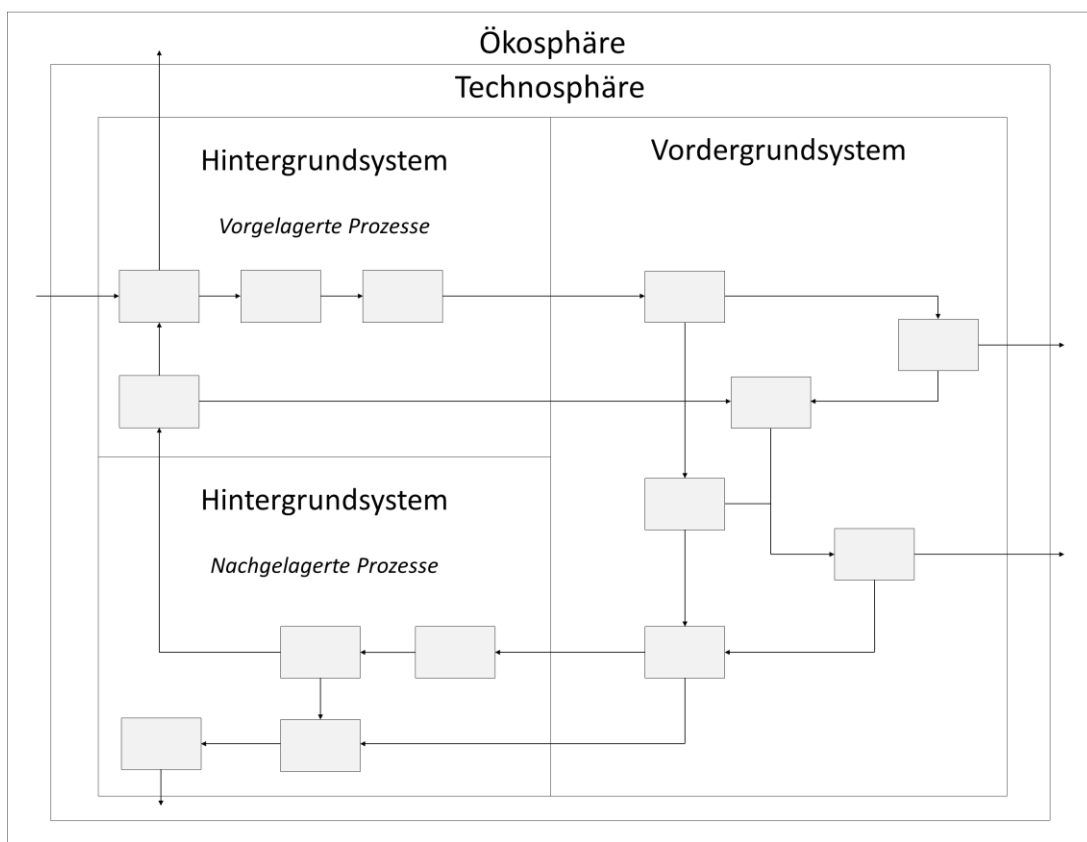 Ökosphäre
Technosphäre
Hintergrundsystem
Vorgelagerte Prozesse
Vordergrundsystem
Hintergrundsystem
Nachgelagerte Prozesse